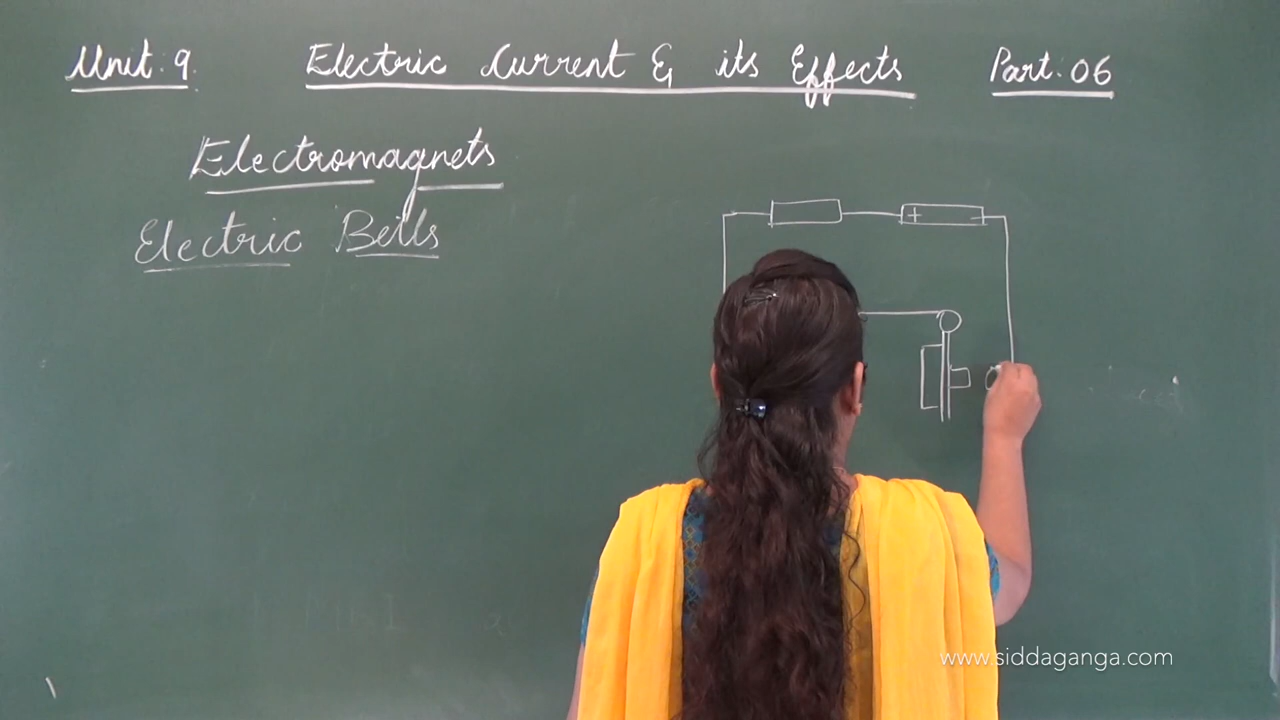 Unit: 9. Electric Current & its Effects Part: 06
Electromagnets
Electric Bells
+ -
www.siddaganga.com